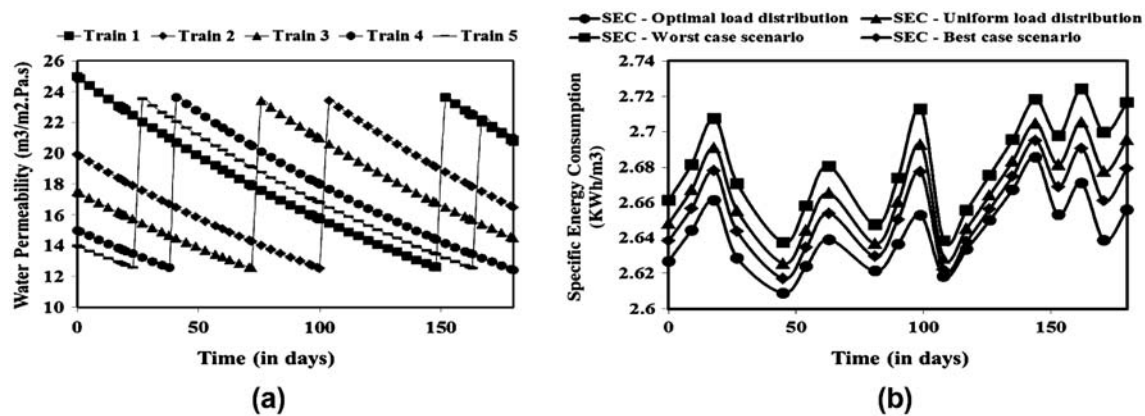 Train 1 Train 2 Train 3 Train 4 Train 5
Water Permeability (m3/m2.Pa.s)
26
24
22
20
18
16
14
12
10
0 50 100 150
Time (in days)
(a)
SEC - Optimal load distribution SEC - Uniform load distribution
SEC - Worst case scenario SEC - Best case scenario
Specific Energy Consumption
(KWh/m3)
2.74
2.72
2.7
2.68
2.66
2.64
2.62
2.6
0 50 100 150
Time (in days)
(b)